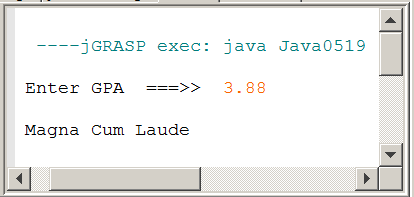 ----jGRASP exec: java Java0519
Enter GPA  ===>>  3.88
Magna Cum Laude